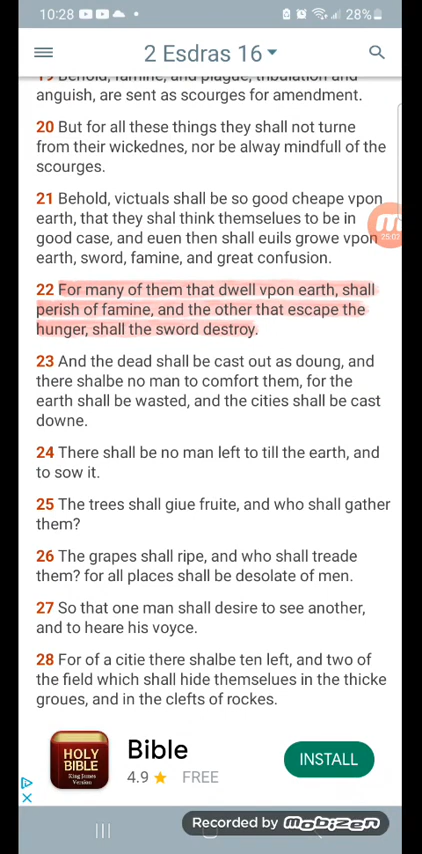 10:28
28%
2 Esdras 16
19 Behold, famine, and plague, tribulation and
anguish, are sent as scourges for amendment.
20 But for all these things they shall not turne
from their wickednes, nor be alway mindfull of the
scourges.
21 Behold, victuals shall be so good cheape vpon
earth, that they shal think themselues to be in
good case, and euen then shall euils growe vpon
earth, sword, famine, and great confusion.
25:07
22 For many of them that dwell vpon earth, shall
perish of famine, and the other that escape the
hunger, shall the sword destroy.
23 And the dead shall be cast out as doung, and
there shalbe no man to comfort them, for the
earth shall be wasted, and the cities shall be cast
downe.
24 There shall be no man left to till the earth, and
to sow it.
25 The trees shall giue fruite, and who shall gather
them?
26 The grapes shall ripe, and who shall treade
them? for all places shall be desolate of men.
27 So that one man shall desire to see another,
and to heare his voyce.
28 For of a citie there shalbe ten left, and two of
the field which shall hide themselues in the thicke
groues, and in the clefts of rockes.
HOLY
BIBLE
King James
Version
Bible
4.9 ★ FREE
INSTALL
Recorded by mobizen